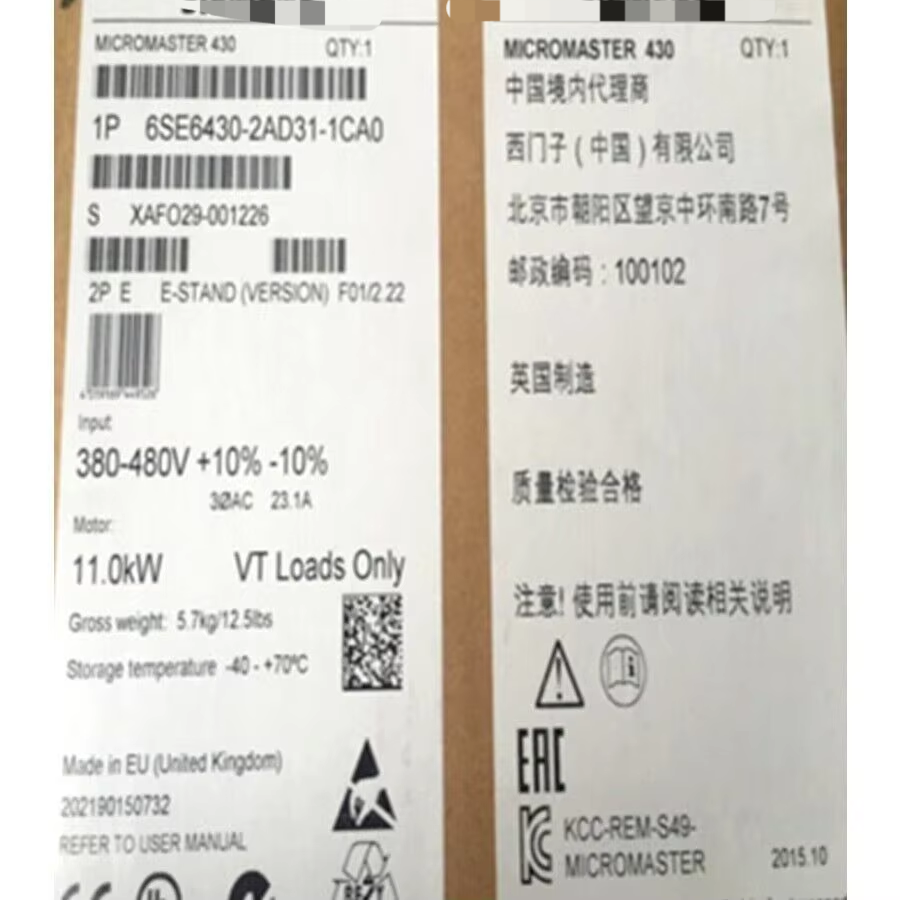 MICROMASTER 430 QTY:1
1P 6SE6430-2AD31-1CA0
S XAFO29-001226
2P E E-STAND (VERSION) F01/2.22
Input:
380-480V +10% -10%
3ØAC 23.1A
Motor:
11.0kW VT Loads Only
Gross weight: 5.7kg/12.5lbs
Storage temperature -40 - +70ºC
Made in EU (United Kingdom)
202190150732
REFER TO USER MANUAL
MICROMASTER 430 QTY:1
中国境内代理商
西门子(中国)有限公司
北京市朝阳区望京中环南路7号
邮政编码:100102
英国制造
质量检验合格
注意! 使用前请阅读相关说明
EAC
KCC-REM-S49-
MICROMASTER 2015.10